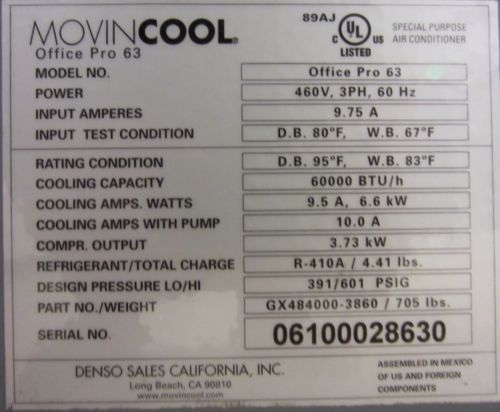 MOVINCOOL®
Office Pro 63
89AJ
C UL US
LISTED
SPECIAL PURPOSE
AIR CONDITIONER
MODEL NO. Office Pro 63
POWER 460V, 3PH, 60 Hz
INPUT AMPERES 9.75 A
INPUT TEST CONDITION D.B. 80°F, W.B. 67°F
RATING CONDITION D.B. 95°F, W.B. 83°F
COOLING CAPACITY 60000 BTU/h
COOLING AMPS. WATTS 9.5 A, 6.6 kW
COOLING AMPS WITH PUMP 10.0 A
COMPR. OUTPUT 3.73 kW
REFRIGERANT/TOTAL CHARGE R-410A / 4.41 lbs.
DESIGN PRESSURE LO/HI 391/601 PSIG
PART NO./WEIGHT GX484000-3860 / 705 lbs.
SERIAL NO. 06100028630
DENSO SALES CALIFORNIA, INC.
Long Beach, CA 90810
www.movincool.com
ASSEMBLED IN MEXICO
OF US AND FOREIGN
COMPONENTS